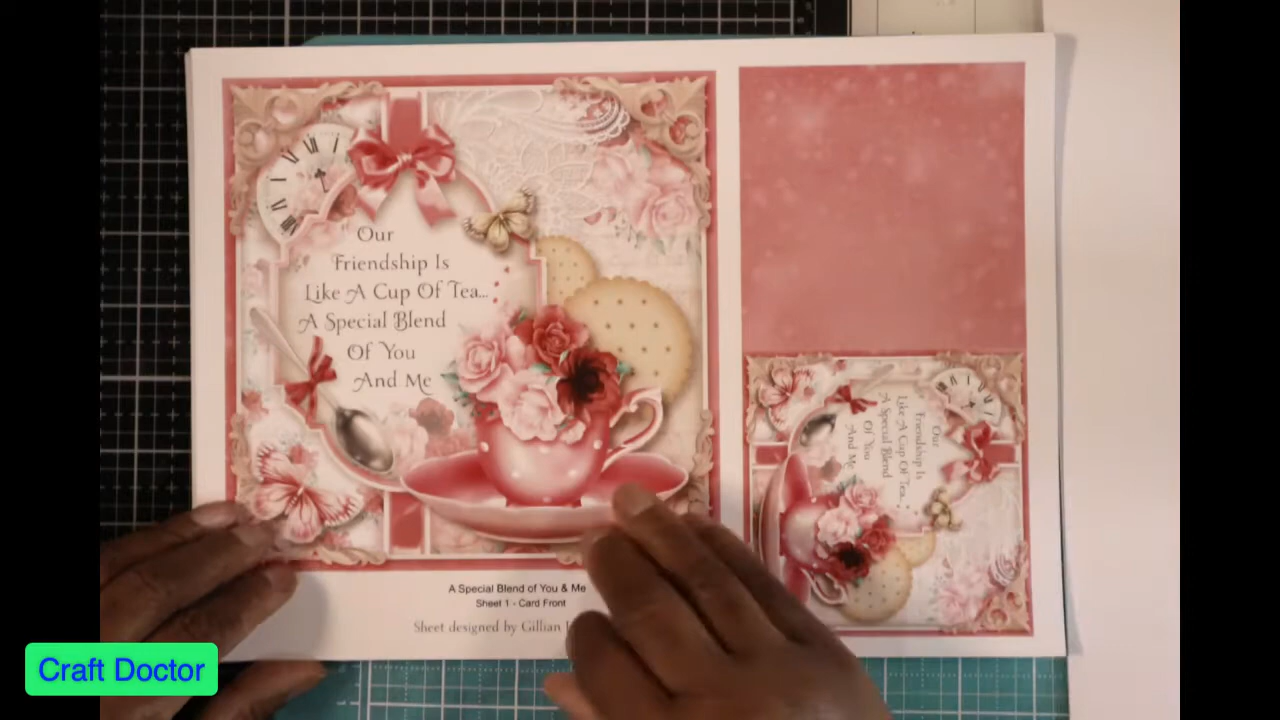 Our
Friendship Is
Like A Cup Of Tea...
A Special Blend
Of You
And Me
A Special Blend of You & Me
Sheet 1 - Card Front
Sheet designed by Gillian
Our
Friendship Is
Like A Cup Of Tea...
A Special Blend
Of You
And Me
Craft Doctor